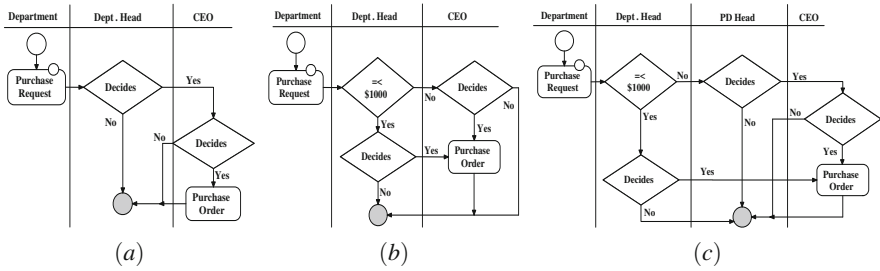 Department Dept . Head CEO
Purchase
Request
Decides
Yes
No
Decides
No
Yes
Purchase
Order
(a)
Department Dept . Head CEO
Purchase
Request
=<
$1000
No
Decides
No
Yes
Yes
Decides
Yes
Purchase
Order
No
(b)
Department Dept . Head PD Head CEO
Purchase
Request
=<
$1000
No
Decides
Yes
Yes
No
No
Decides
Yes
Decides
Yes
Purchase
Order
No
(c)